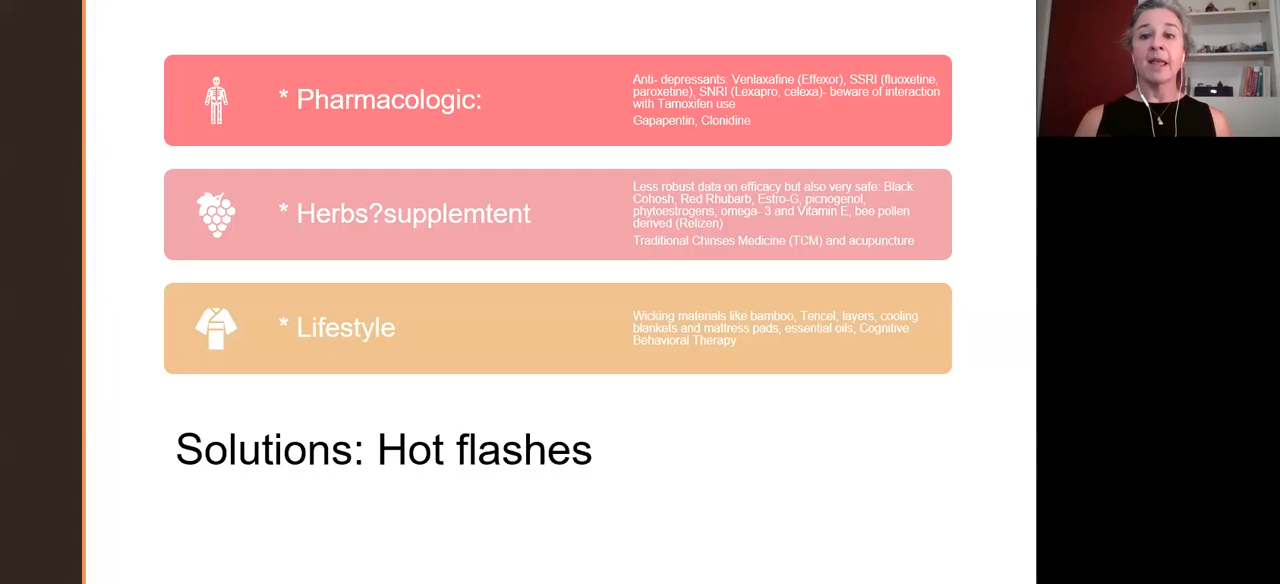 * Pharmacologic:
Anti- depressants: Venlaxafine (Effexor), SSRI (fluoxetine,
paroxetine), SNRI (Lexapro, celexa)- beware of interaction
with Tamoxifen use
Gapapentin, Clonidine
* Herbs?supplemtent
Less robust data on efficacy but also very safe: Black
Cohosh, Red Rhubarb, Estro-G, picnogenol,
phytoestrogens, omega- 3 and Vitamin E, bee pollen
derived (Relizen)
Traditional Chinses Medicine (TCM) and acupuncture
* Lifestyle
Wicking materials like bamboo, Tencel, layers, cooling
blankets and mattress pads, essential oils, Cognitive
Behavioral Therapy
Solutions: Hot flashes